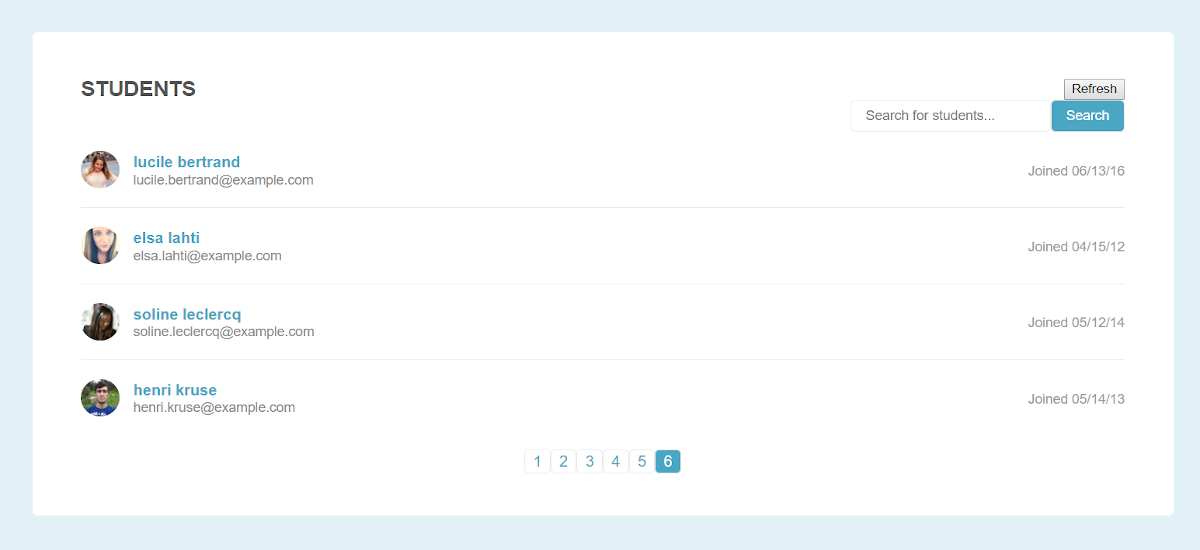 STUDENTS
Refresh
Search for students...
Search
lucile bertrand
lucile.bertrand@example.com
Joined 06/13/16
elsa lahti
elsa.lahti@example.com
Joined 04/15/12
soline leclercq
soline.leclercq@example.com
Joined 05/12/14
henri kruse
henri.kruse@example.com
Joined 05/14/13
1 2 3 4 5 6